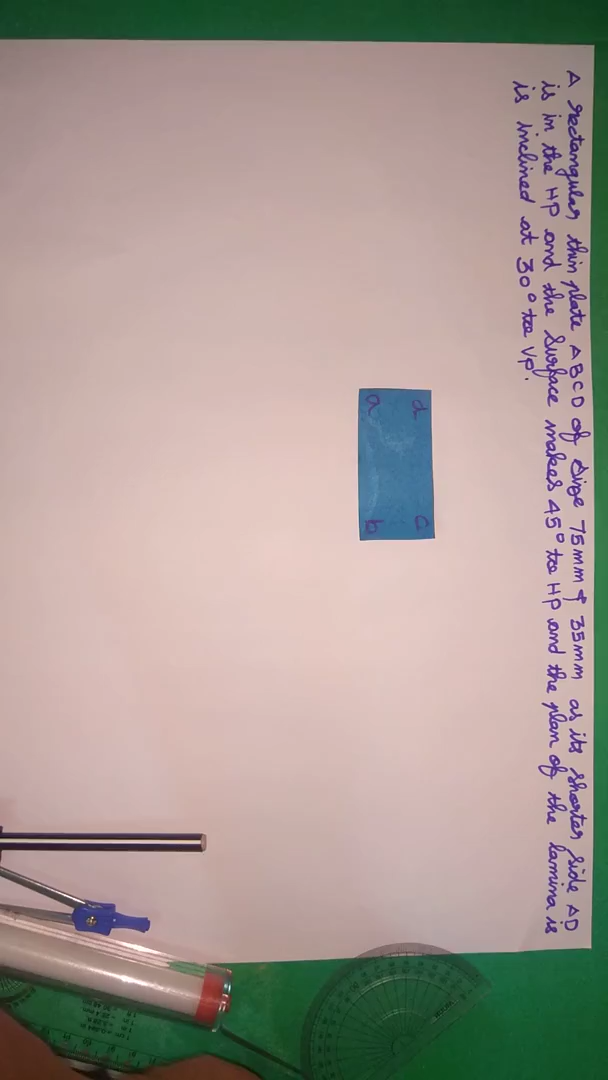 A rectangular thin plate ABCD of size 75mm & 35mm as its shorter side AD
is in the HP and the surface makes 45° to HP and the plan of the lamina is
is inclined at 30° to VP.
d c
a b